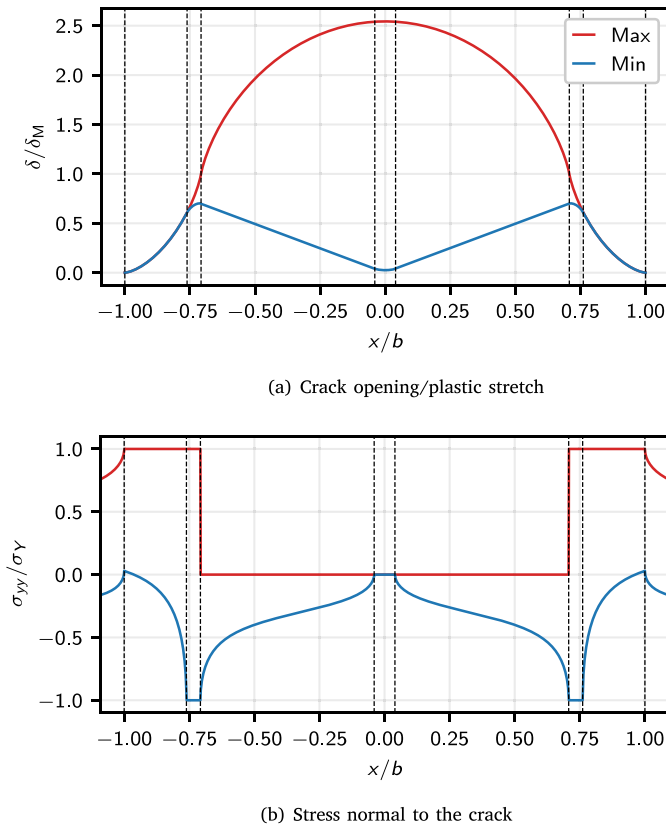 2.5
2.0
1.5
1.0
0.5
0.0
δ/δM
Max
Min
−1.00 −0.75 −0.50 −0.25 0.00 0.25 0.50 0.75 1.00
x/b
(a) Crack opening/plastic stretch
1.0
0.5
0.0
−0.5
−1.0
σyy/σY
−1.00 −0.75 −0.50 −0.25 0.00 0.25 0.50 0.75 1.00
x/b
(b) Stress normal to the crack